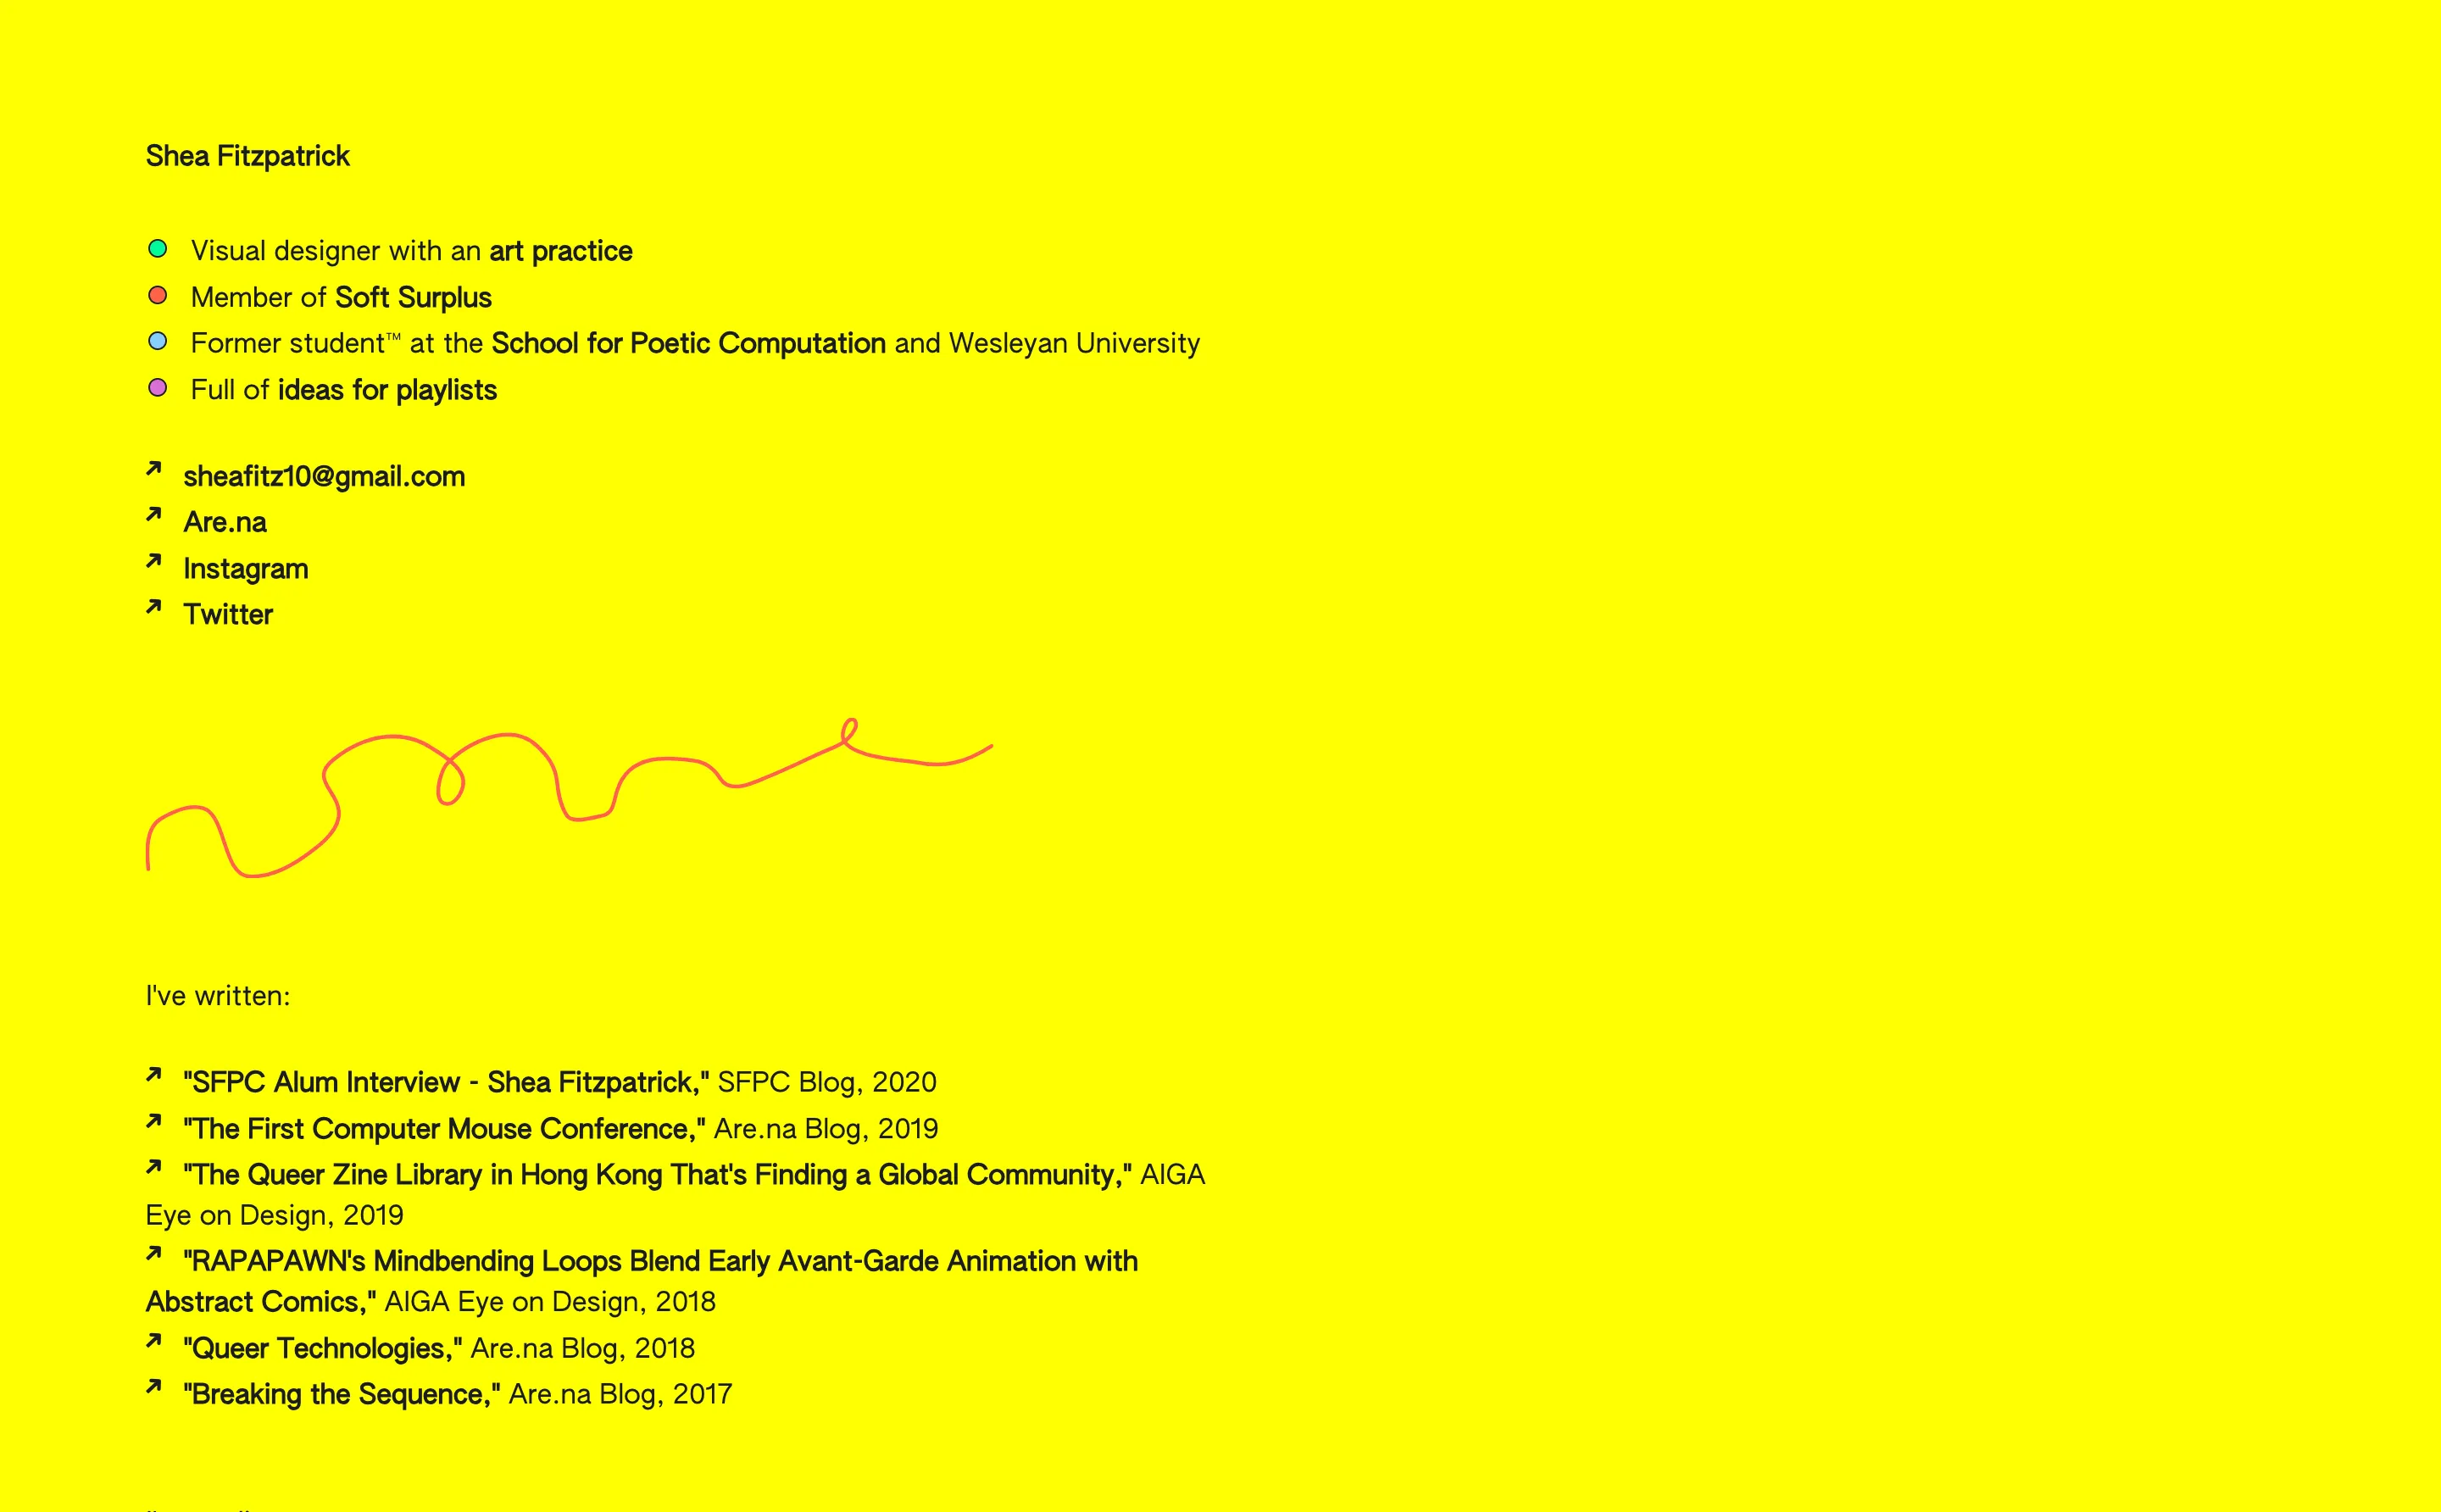 Shea Fitzpatrick
Visual designer with an art practice
Member of Soft Surplus
Former student™ at the School for Poetic Computation and Wesleyan University
Full of ideas for playlists
↗ sheafitz10@gmail.com
↗ Are.na
↗ Instagram
↗ Twitter
I've written:
↗ "SFPC Alum Interview - Shea Fitzpatrick," SFPC Blog, 2020
↗ "The First Computer Mouse Conference," Are.na Blog, 2019
↗ "The Queer Zine Library in Hong Kong That's Finding a Global Community," AIGA
Eye on Design, 2019
↗ "RAPAPAWN's Mindbending Loops Blend Early Avant-Garde Animation with
Abstract Comics," AIGA Eye on Design, 2018
↗ "Queer Technologies," Are.na Blog, 2018
↗ "Breaking the Sequence," Are.na Blog, 2017